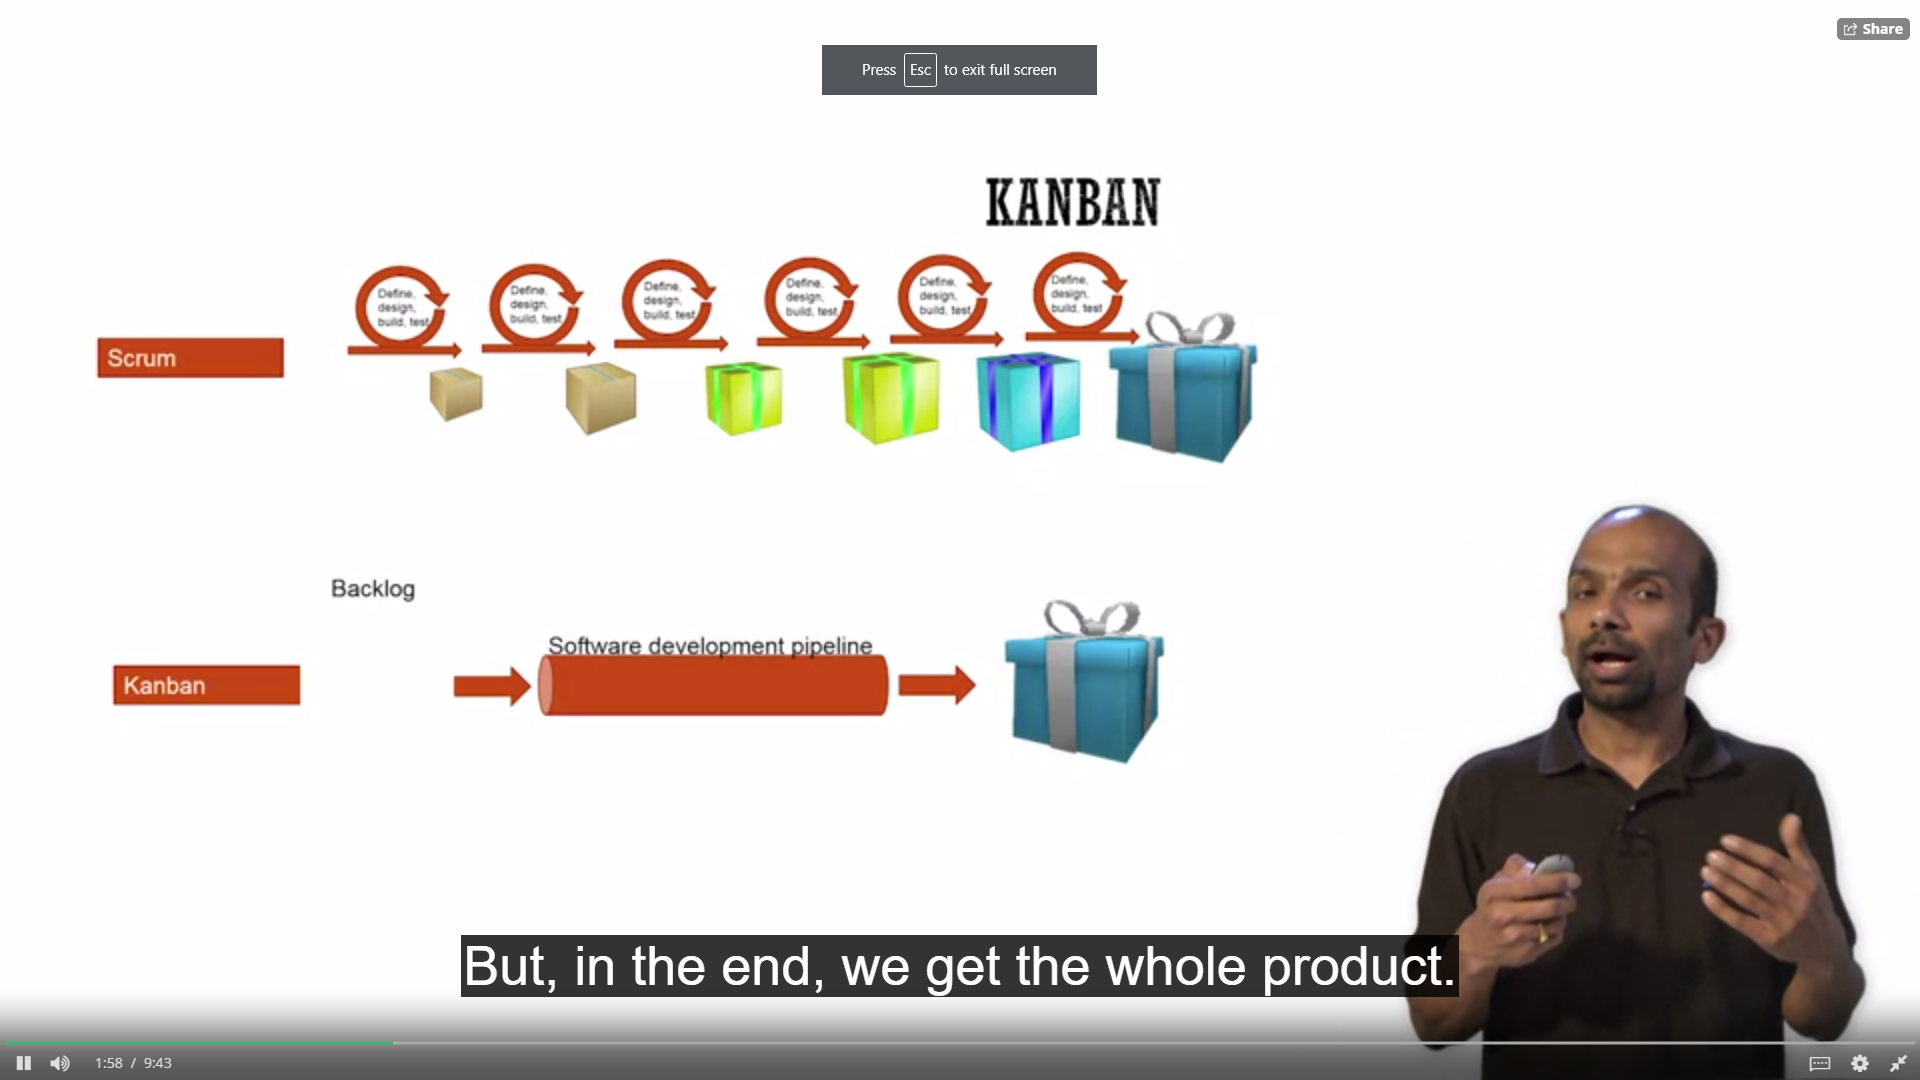 Share
Press Esc to exit full screen
KANBAN
Define,
design,
build, test
Define,
design,
build, test
Define,
design,
build, test
Define,
design,
build, test
Define,
design,
build, test
Define,
design,
build, test
Scrum
Backlog
Software development pipeline
Kanban
But, in the end, we get the whole product.
1:58 / 9:43